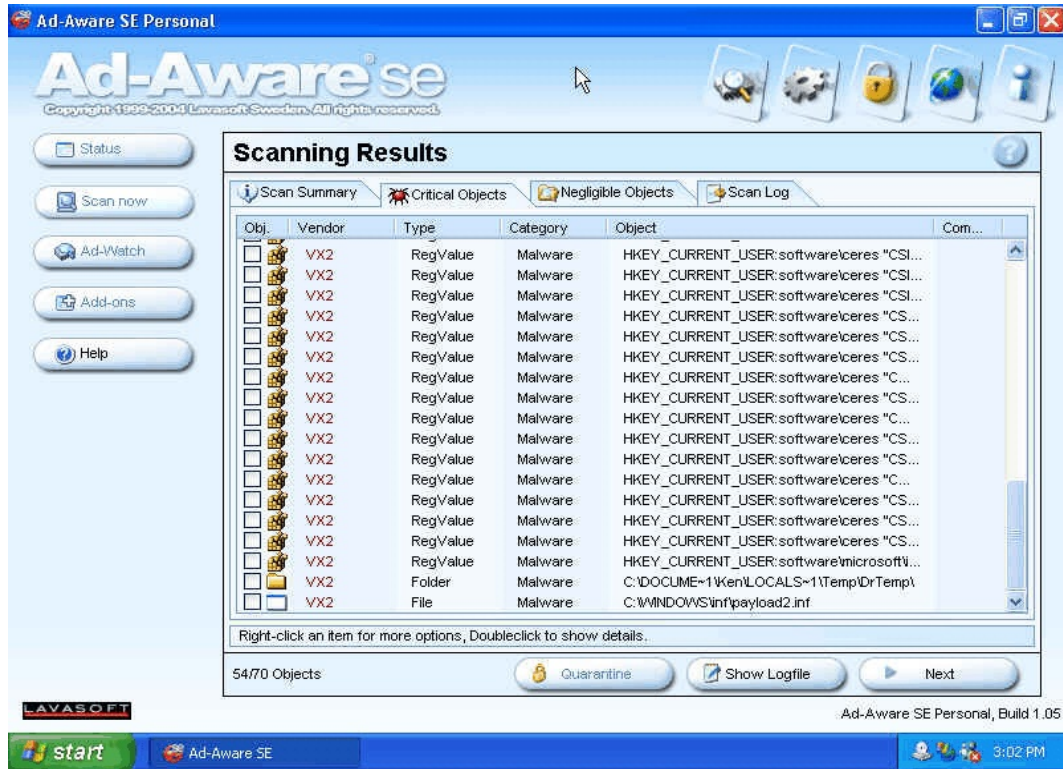 Ad-Aware SE Personal
Ad-Aware se
Copyright 1999-2004 Lavasoft Sweden. All rights reserved.
Status
Scan now
Ad-Watch
Add-ons
Help
Scanning Results
Scan Summary
Critical Objects
Negligible Objects
Scan Log
Obj. Vendor Type Category Object Com...
VX2 RegValue Malware HKEY_CURRENT_USER:software\ceres "CSI...
VX2 RegValue Malware HKEY_CURRENT_USER:software\ceres "CSI...
VX2 RegValue Malware HKEY_CURRENT_USER:software\ceres "CSI...
VX2 RegValue Malware HKEY_CURRENT_USER:software\ceres "CS...
VX2 RegValue Malware HKEY_CURRENT_USER:software\ceres "CS...
VX2 RegValue Malware HKEY_CURRENT_USER:software\ceres "CS...
VX2 RegValue Malware HKEY_CURRENT_USER:software\ceres "C...
VX2 RegValue Malware HKEY_CURRENT_USER:software\ceres "CS...
VX2 RegValue Malware HKEY_CURRENT_USER:software\ceres "C...
VX2 RegValue Malware HKEY_CURRENT_USER:software\ceres "CS...
VX2 RegValue Malware HKEY_CURRENT_USER:software\ceres "CS...
VX2 RegValue Malware HKEY_CURRENT_USER:software\ceres "C...
VX2 RegValue Malware HKEY_CURRENT_USER:software\ceres "CS...
VX2 RegValue Malware HKEY_CURRENT_USER:software\ceres "CS...
VX2 RegValue Malware HKEY_CURRENT_USER:software\ceres "CS...
VX2 RegValue Malware HKEY_CURRENT_USER:software\microsoft\i...
VX2 Folder Malware C:\DOCUME~1\Ken\LOCALS~1\Temp\DrTemp\
VX2 File Malware C:\WINDOWS\inf\payload2.inf
Right-click an item for more options, Doubleclick to show details.
54/70 Objects
Quarantine
Show Logfile
Next
LAVASOFT
Ad-Aware SE Personal, Build 1.05
start
Ad-Aware SE
3:02 PM